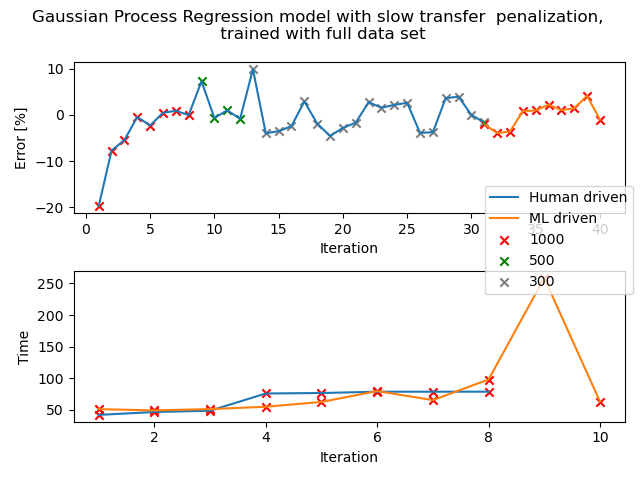 Gaussian Process Regression model with slow transfer  penalization,
trained with full data set
Error [%]
10
0
−10
−20
0 5 10 15 20 25 30 35 40
Iteration
Human driven
ML driven
1000
500
300
Time
250
200
150
100
50
2 4 6 8 10
Iteration